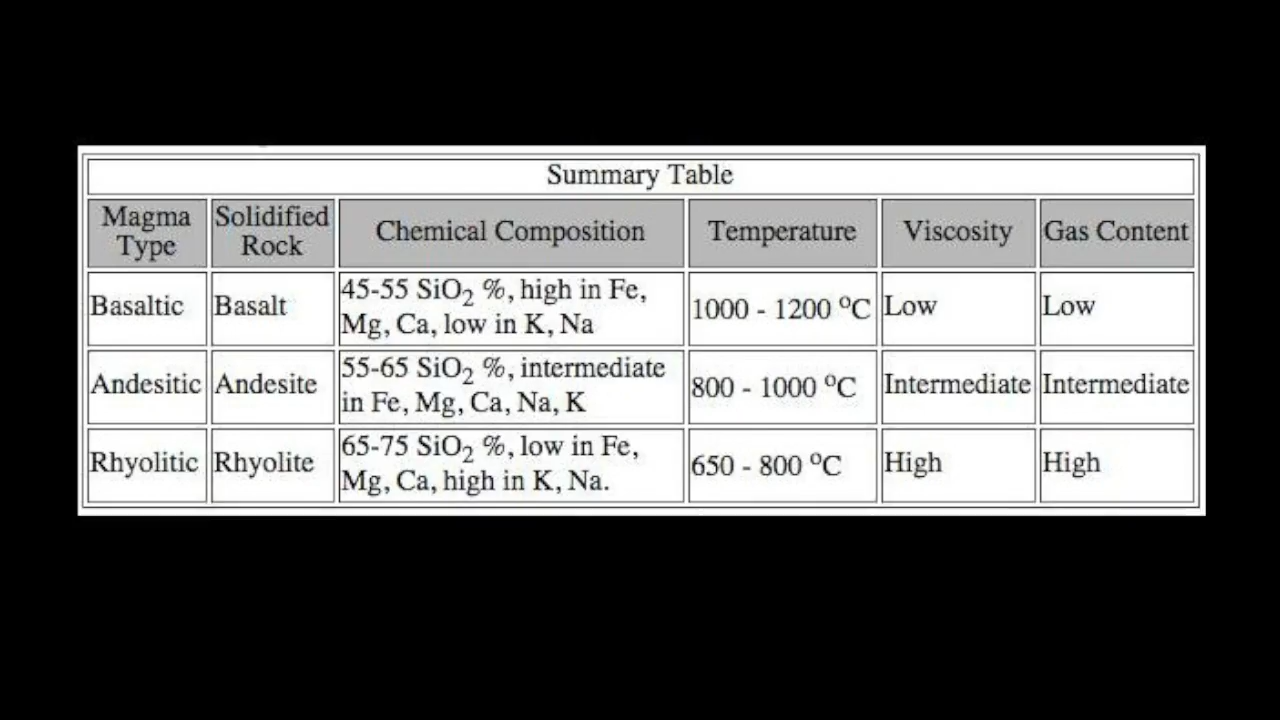 Summary Table
Magma Type Solidified Rock Chemical Composition Temperature Viscosity Gas Content
Basaltic Basalt 45-55 SiO₂ %, high in Fe, Mg, Ca, low in K, Na 1000 - 1200 ºC Low Low
Andesitic Andesite 55-65 SiO₂ %, intermediate in Fe, Mg, Ca, Na, K 800 - 1000 ºC Intermediate Intermediate
Rhyolitic Rhyolite 65-75 SiO₂ %, low in Fe, Mg, Ca, high in K, Na. 650 - 800 ºC High High